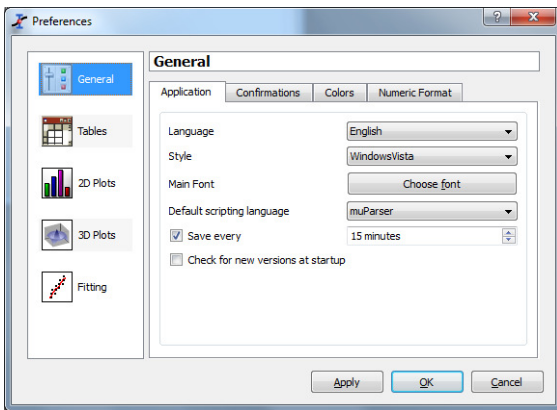 Preferences
General
Tables
2D Plots
3D Plots
Fitting
General
Application Confirmations Colors Numeric Format
Language English
Style WindowsVista
Main Font Choose font
Default scripting language muParser
Save every 15 minutes
Check for new versions at startup
Apply OK Cancel